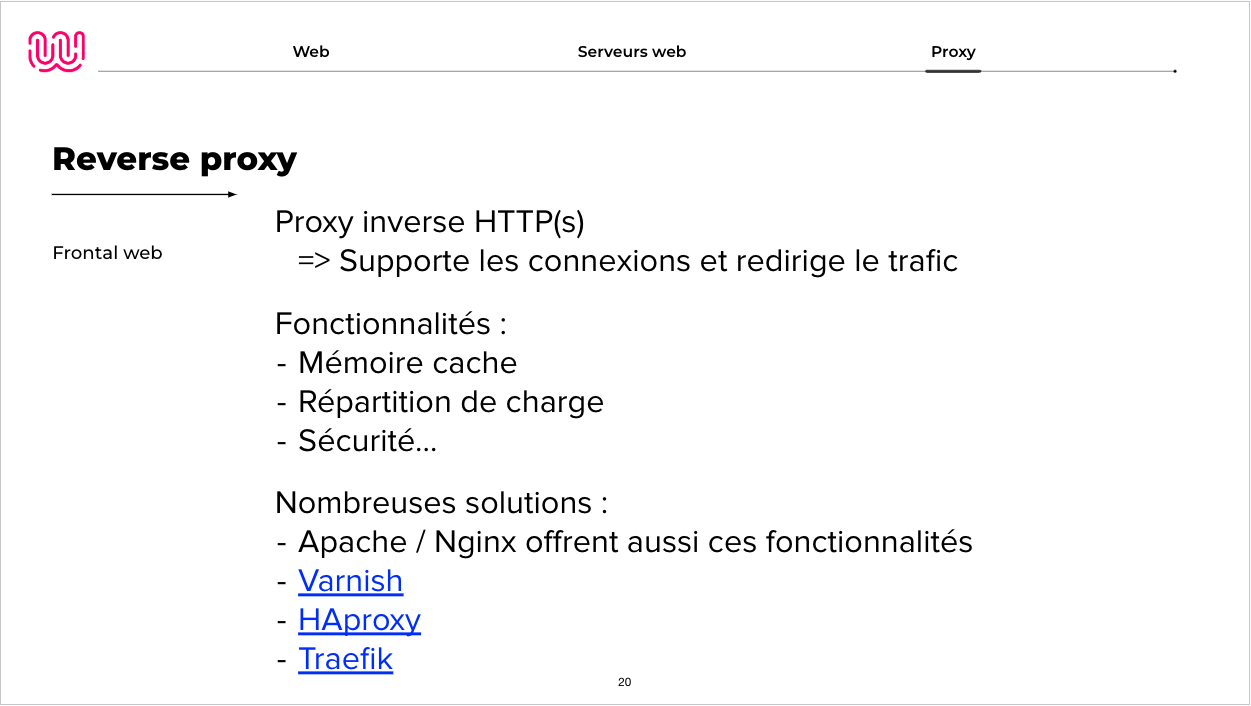 Web
Serveurs web
Proxy
Reverse proxy
Frontal web
Proxy inverse HTTP(s)
=> Supporte les connexions et redirige le trafic
Fonctionnalités :
- Mémoire cache
- Répartition de charge
- Sécurité...
Nombreuses solutions :
- Apache / Nginx offrent aussi ces fonctionnalités
- Varnish
- HAproxy
- Traefik
20